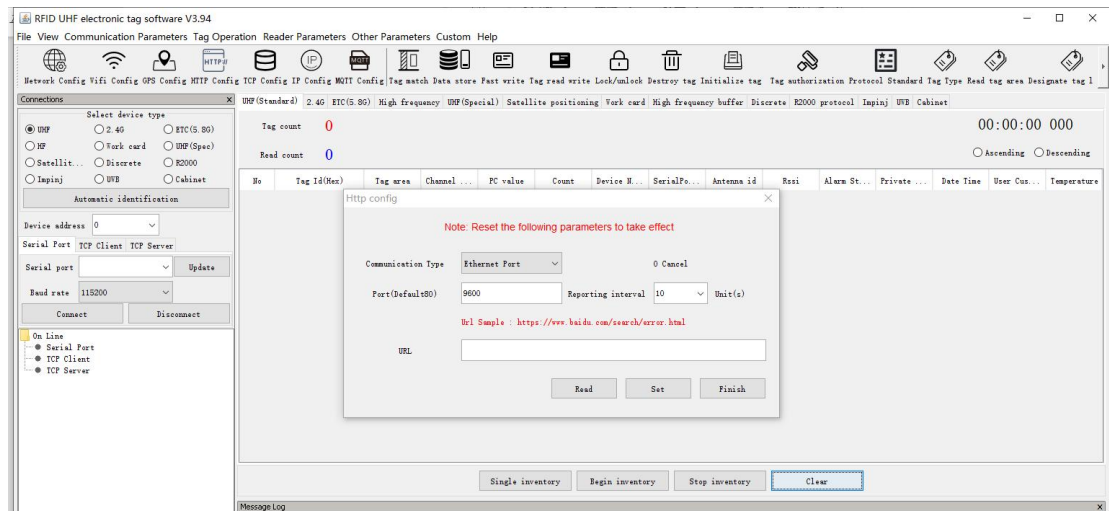 RFID UHF electronic tag software V3.94
File View Communication Parameters Tag Operation Reader Parameters Other Parameters Custom Help
HTTP://
IP
MQTT
Network Config Vifi Config GPS Config HTTP Config TCP Config IP Config MQTT Config Tag match Data store Fast write Tag read write Lock/unlock Destroy tag Initialize tag Tag authorization Protocol Standard Tag Type Read tag area Designate tag l
Connections x
UHF(Standard) 2.4G ETC(5.8G) High frequency UHF(Special) Satellite positioning Vork card High frequency buffer Discrete R2000 protocol Impinj UVB Cabinet
Select device type
UHF 2.4G ETC(5.8G)
HF Vork card UHF(Spec)
Satellit... Discrete R2000
Impinj UVB Cabinet
Automatic identification
Device address 0
Serial Port TCP Client TCP Server
Serial port Update
Baud rate 115200
Connect Disconnect
On Line
Serial Port
TCP Client
TCP Server
Tag count 0
00:00:00 000
Read count 0
Ascending Descending
No Tag Id(Hex) Tag area Channel ... PC value Count Device N... SerialPo... Antenna id Rssi Alarm St... Private ... Date Time User Cus... Temperature
Http config
Note: Reset the following parameters to take effect
Communication Type Ethernet Port 0 Cancel
Port(Default80) 9600 Reporting interval 10 Unit(s)
Url Sample : https://www.baidu.com/search/error.html
URL
Read Set Finish
Single inventory Begin inventory Stop inventory Clear
Message Log x